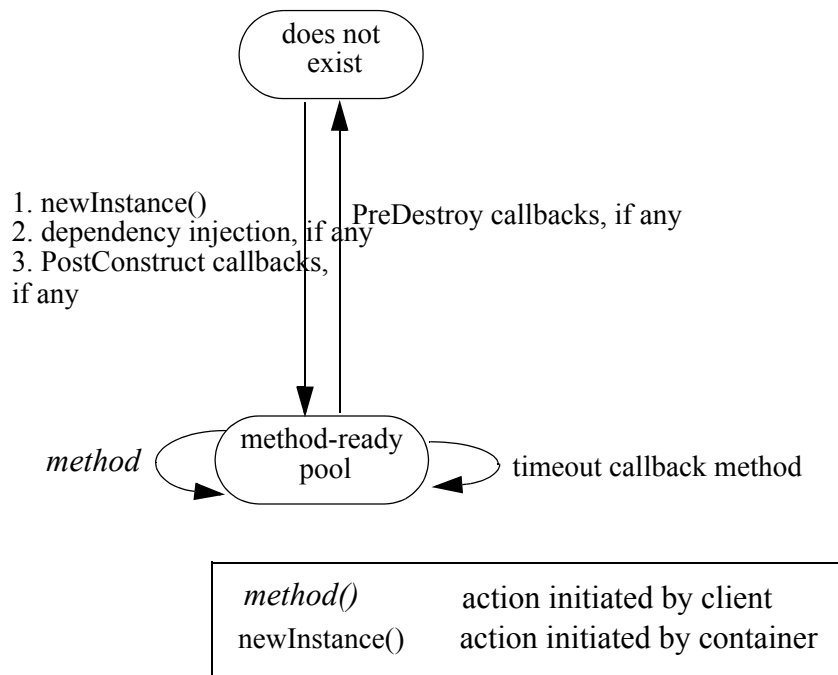 does not
exist
1. newInstance()
2. dependency injection, if any
3. PostConstruct callbacks,
if any
PreDestroy callbacks, if any
method-ready
pool
method
timeout callback method
method() action initiated by client
newInstance() action initiated by container